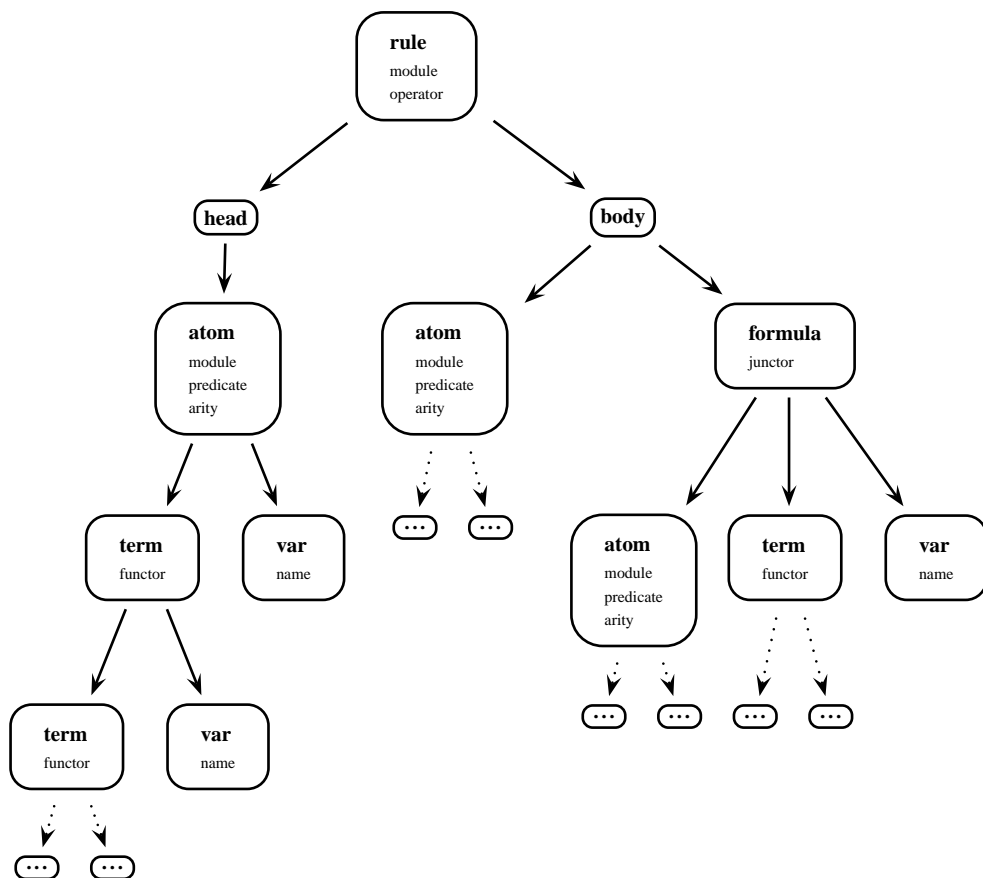 rule
module
operator
head
body
atom
module
predicate
arity
atom
module
predicate
arity
formula
junctor
term
functor
var
name
...
...
atom
module
predicate
arity
term
functor
var
name
term
functor
var
name
...
...
...
...
...
...